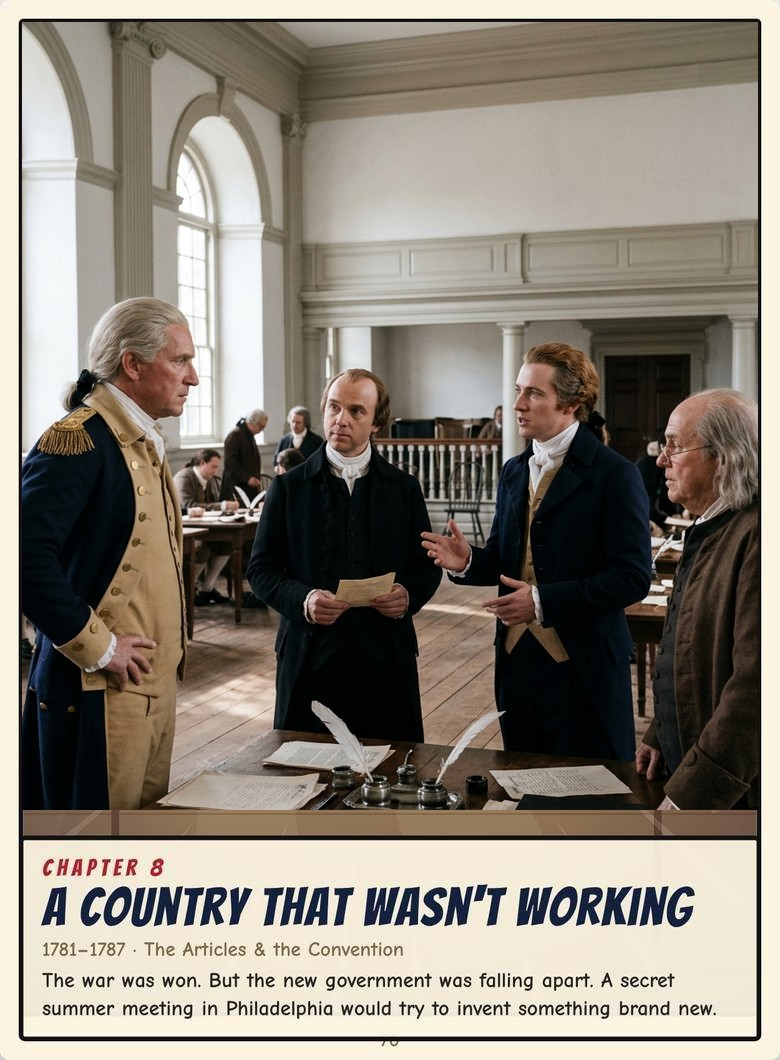 CHAPTER 8
A COUNTRY THAT WASN'T WORKING
1781–1787 · The Articles & the Convention
The war was won. But the new government was falling apart. A secret
summer meeting in Philadelphia would try to invent something brand new.